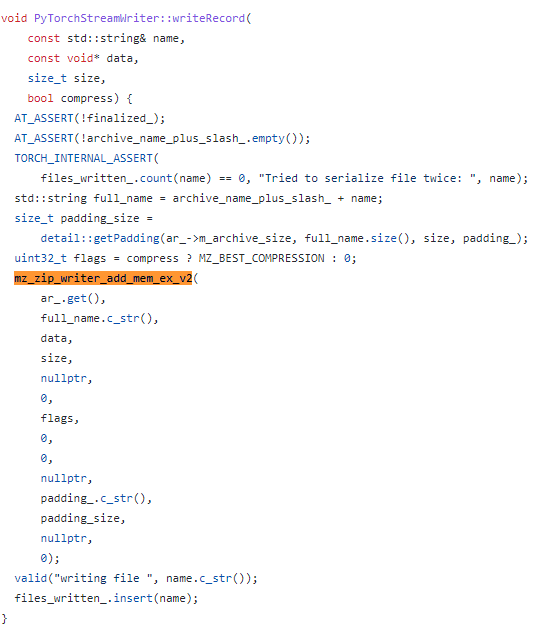 void PyTorchStreamWriter::writeRecord(
    const std::string& name,
    const void* data,
    size_t size,
    bool compress) {
  AT_ASSERT(!finalized_);
  AT_ASSERT(!archive_name_plus_slash_.empty());
  TORCH_INTERNAL_ASSERT(
      files_written_.count(name) == 0, "Tried to serialize file twice: ", name);
  std::string full_name = archive_name_plus_slash_ + name;
  size_t padding_size =
      detail::getPadding(ar_->m_archive_size, full_name.size(), size, padding_);
  uint32_t flags = compress ? MZ_BEST_COMPRESSION : 0;
  mz_zip_writer_add_mem_ex_v2(
      ar_.get(),
      full_name.c_str(),
      data,
      size,
      nullptr,
      0,
      flags,
      0,
      0,
      nullptr,
      padding_.c_str(),
      padding_size,
      nullptr,
      0);
  valid("writing file ", name.c_str());
  files_written_.insert(name);
}